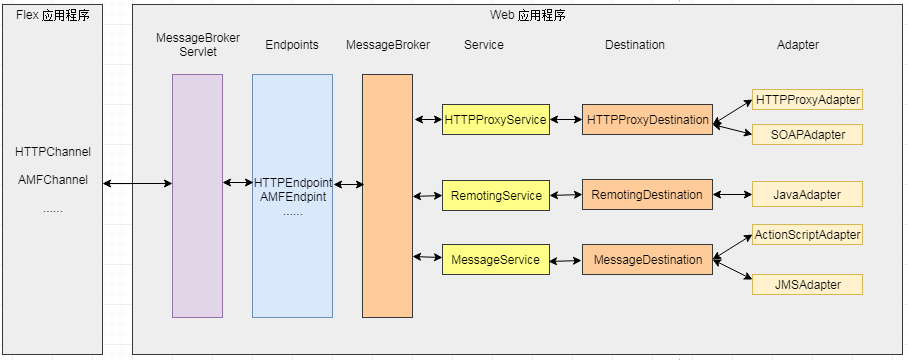 Flex 应用程序
Web 应用程序
MessageBroker
Servlet
Endpoints
MessageBroker
Service
Destination
Adapter
HTTPChannel
AMFChannel
......
HTTPEndpoint
AMFEndpint
......
HTTPProxyService
HTTPProxyDestination
HTTPProxyAdapter
SOAPAdapter
RemotingService
RemotingDestination
JavaAdapter
MessageService
MessageDestination
ActionScriptAdapter
JMSAdapter